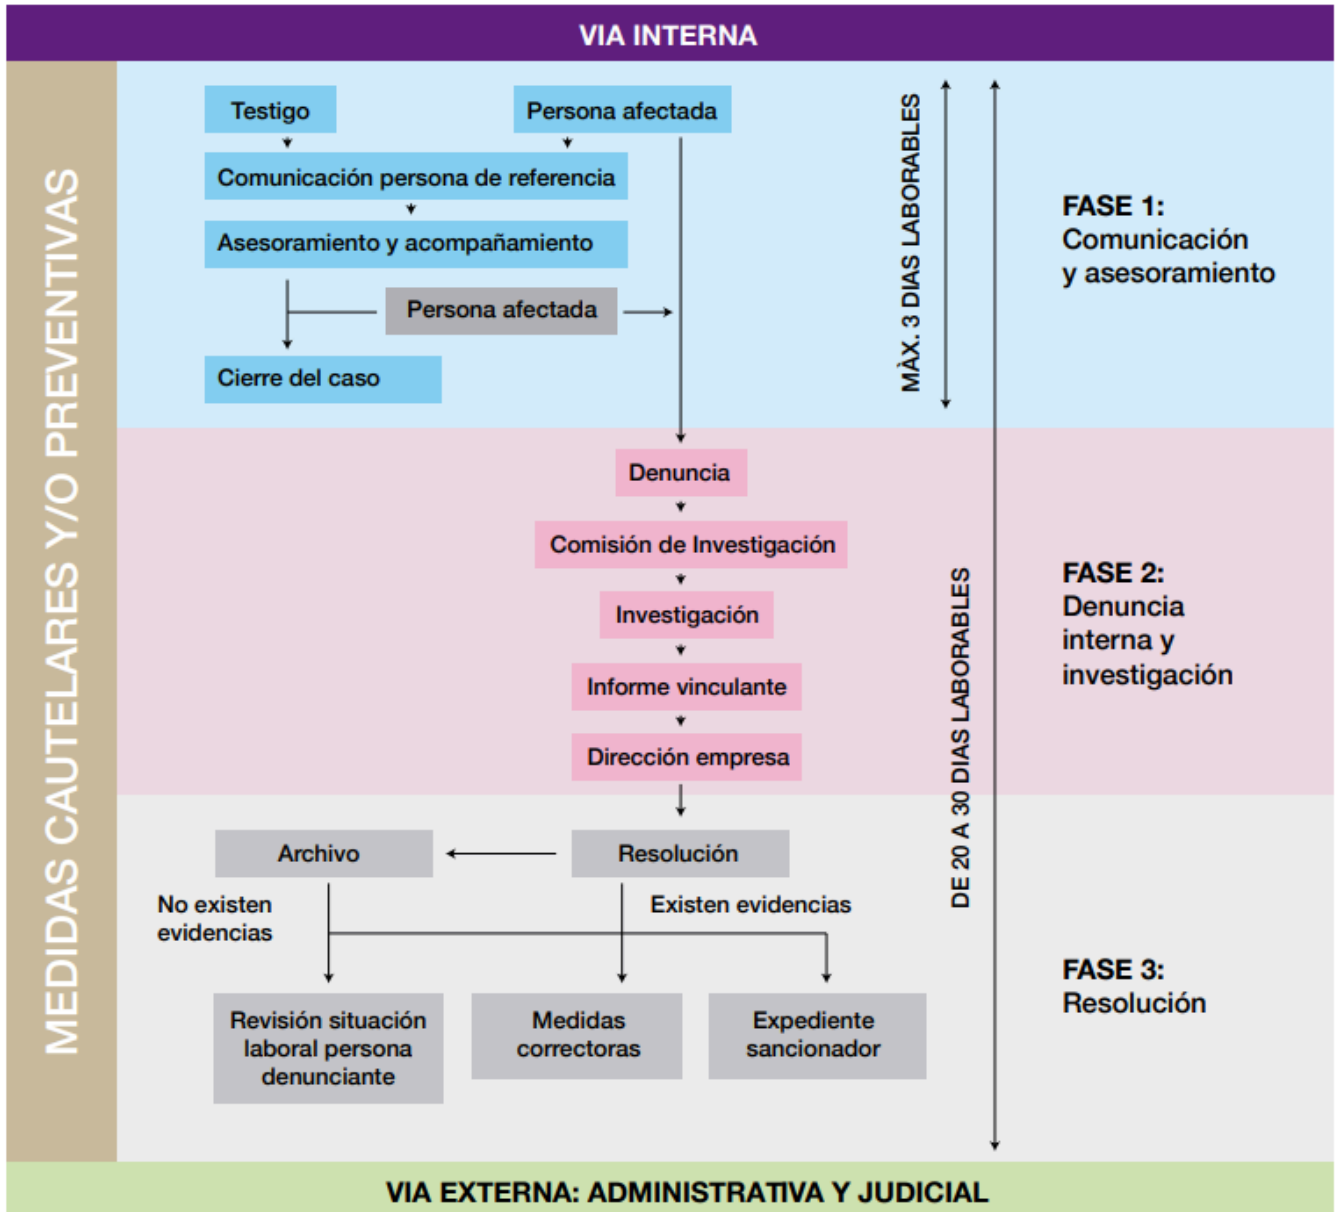 VIA INTERNA
MEDIDAS CAUTELARES Y/O PREVENTIVAS
Testigo
Persona afectada
Comunicación persona de referencia
Asesoramiento y acompañamiento
Persona afectada
Cierre del caso
MÀX. 3 DIAS LABORABLES
FASE 1:
Comunicación
y asesoramiento
Denuncia
Comisión de Investigación
Investigación
Informe vinculante
Dirección empresa
DE 20 A 30 DIAS LABORABLES
FASE 2:
Denuncia
interna y
investigación
Archivo
Resolución
No existen
evidencias
Existen evidencias
Revisión situación
laboral persona
denunciante
Medidas
correctoras
Expediente
sancionador
FASE 3:
Resolución
VIA EXTERNA: ADMINISTRATIVA Y JUDICIAL